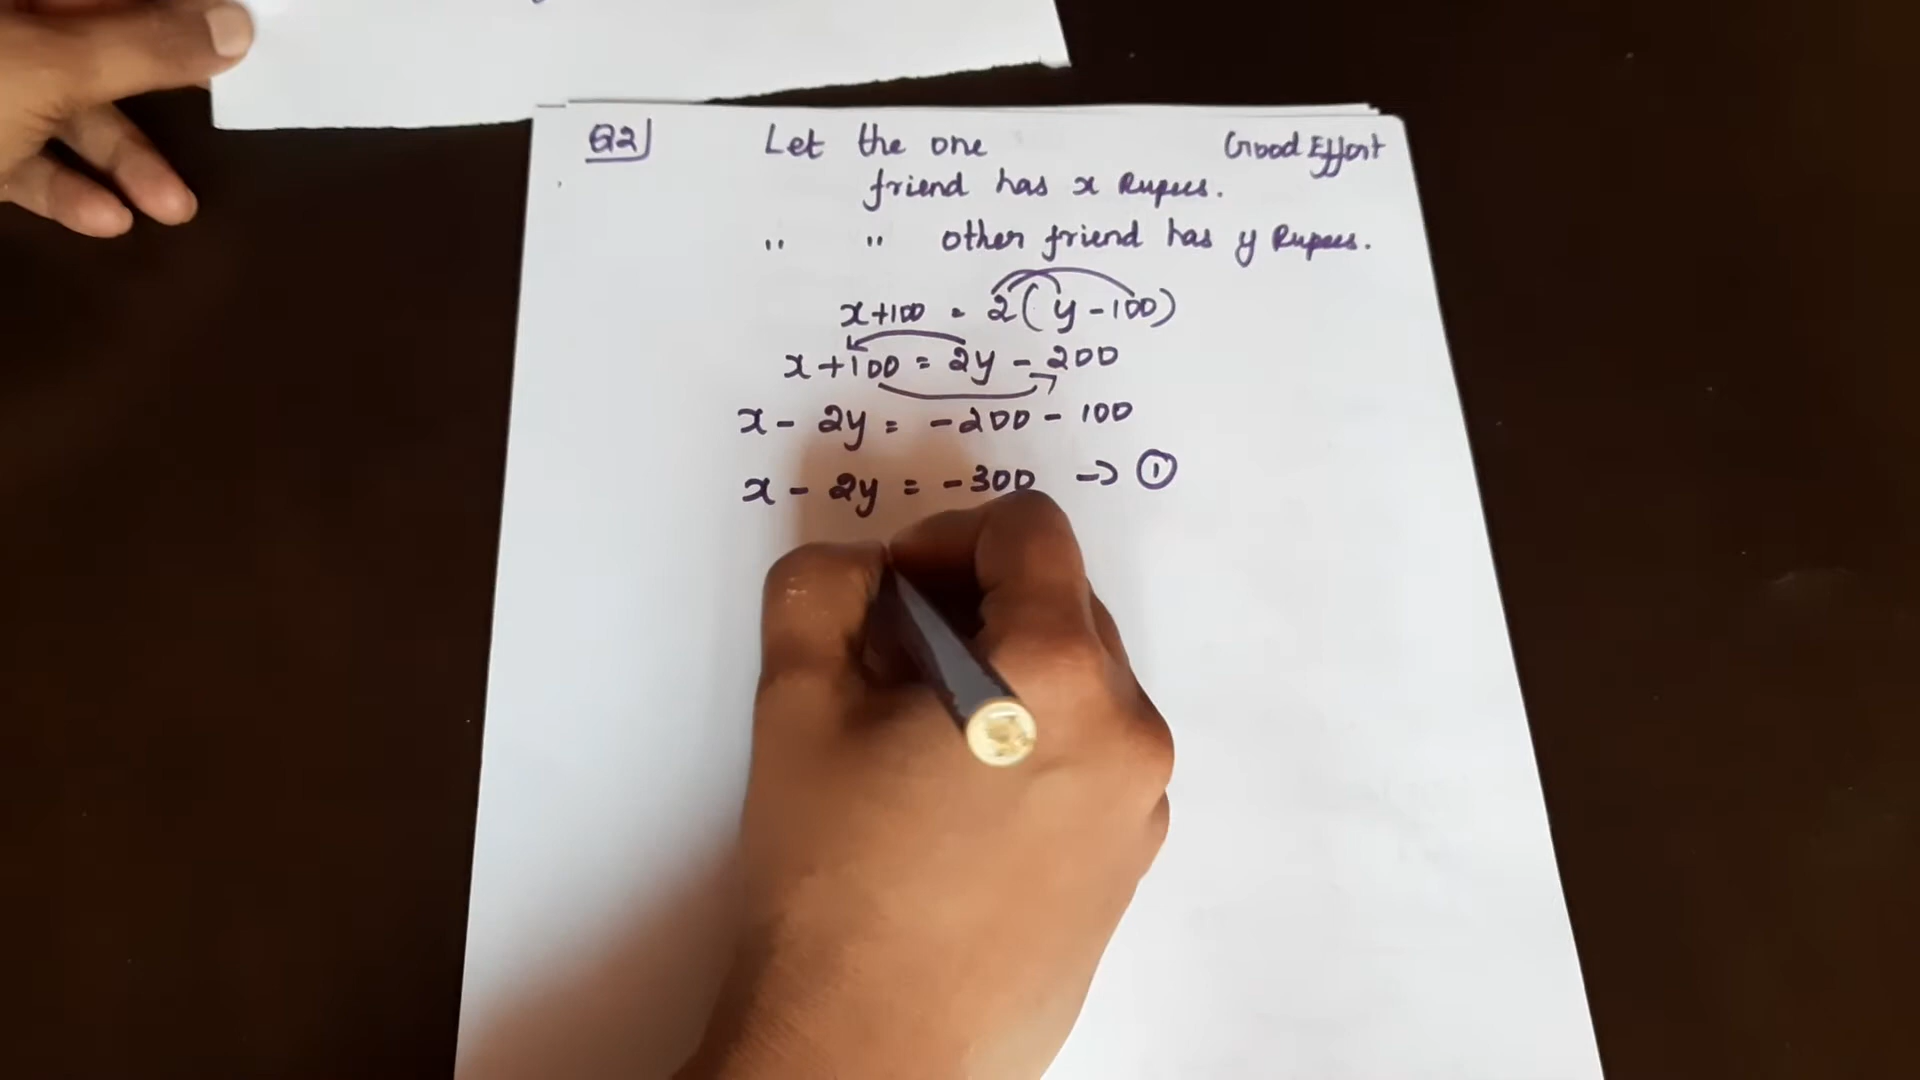 Q2) Let the one Good Effort
friend has x Rupees.
" " other friend has y Rupees.
x+100 = 2(y-100)
x+100 = 2y - 200
x - 2y = -200 - 100
x - 2y = -300 → ①